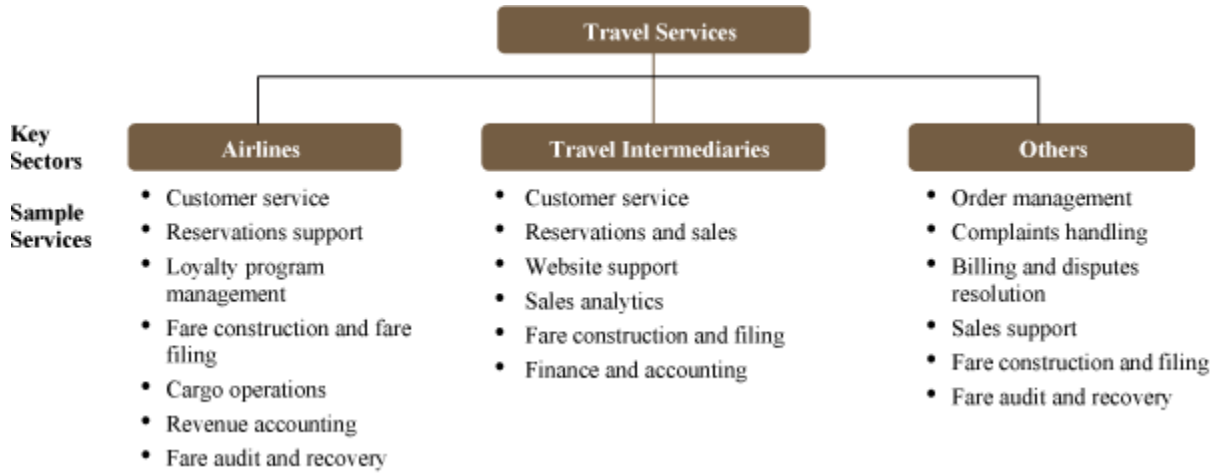 Travel Services
Key
Sectors
Airlines
Travel Intermediaries
Others
Sample
Services
• Customer service
• Reservations support
• Loyalty program
management
• Fare construction and fare
filing
• Cargo operations
• Revenue accounting
• Fare audit and recovery
• Customer service
• Reservations and sales
• Website support
• Sales analytics
• Fare construction and filing
• Finance and accounting
• Order management
• Complaints handling
• Billing and disputes
resolution
• Sales support
• Fare construction and filing
• Fare audit and recovery